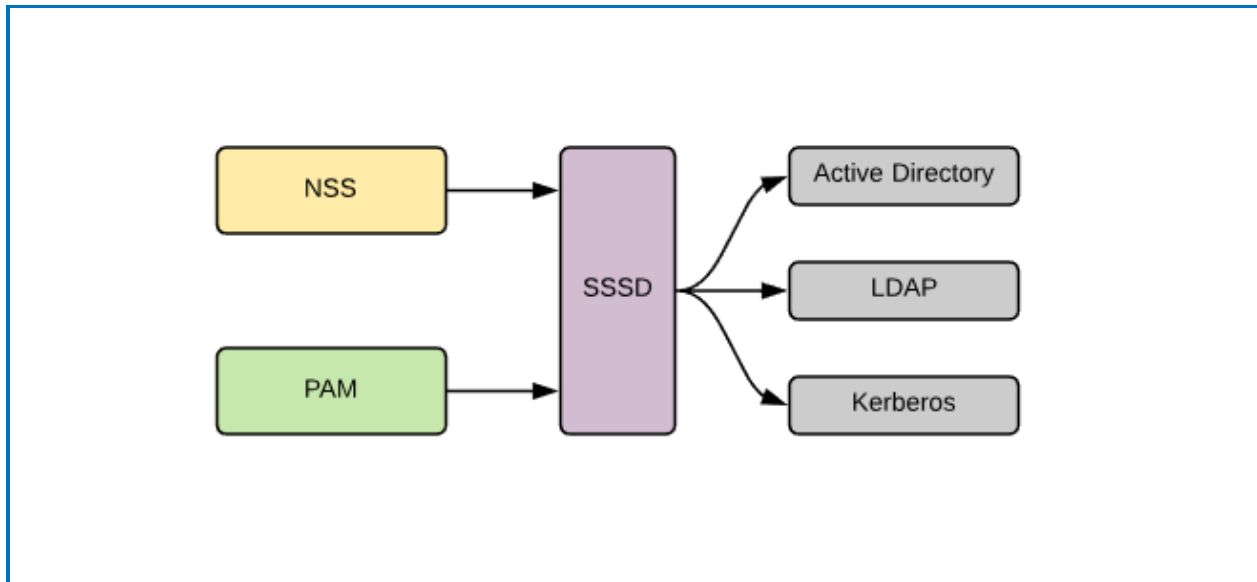 NSS
PAM
SSSD
Active Directory
LDAP
Kerberos